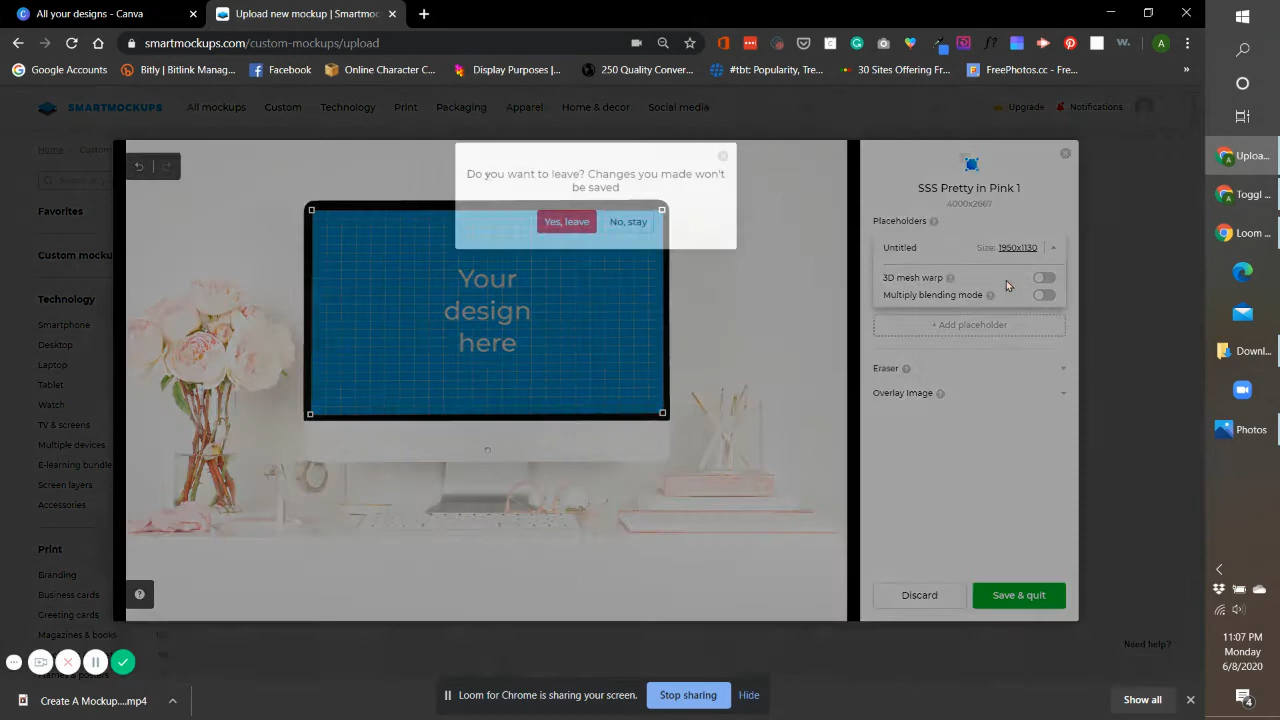 All your designs - Canva
Upload new mockup | Smartmoc
smartmockups.com/custom-mockups/upload
Google Accounts
Bitly | Bitlink Manag...
Facebook
Online Character C...
Display Purposes |...
250 Quality Conver...
#tbt: Popularity, Tre...
30 Sites Offering Fr...
FreePhotos.cc - Fre...
SMARTMOCKUPS
All mockups
Custom
Technology
Print
Packaging
Apparel
Home & decor
Social media
Upgrade
Notifications
Home
Favorites
Custom mocku
Technology
Smartphone
Desktop
Laptop
Tablet
Watch
TV & screens
Multiple devices
E-learning bundle
Screen layers
Accessories
Print
Branding
Business cards
Greeting cards
Magazines & books
Do you want to leave? Changes you made won't
be saved
Yes, leave
No, stay
Your
design
here
SSS Pretty in Pink 1
4000x2667
Placeholders
Untitled
Size: 1950x1130
3D mesh warp
Multiply blending mode
+ Add placeholder
Eraser
Overlay Image
Discard
Save & quit
Need help?
Loom for Chrome is sharing your screen.
Stop sharing
Hide
Create A Mockup....mp4
Show all
Uploa...
Toggl ...
Loom ...
Downl...
Photos
11:07 PM
Monday
6/8/2020
4